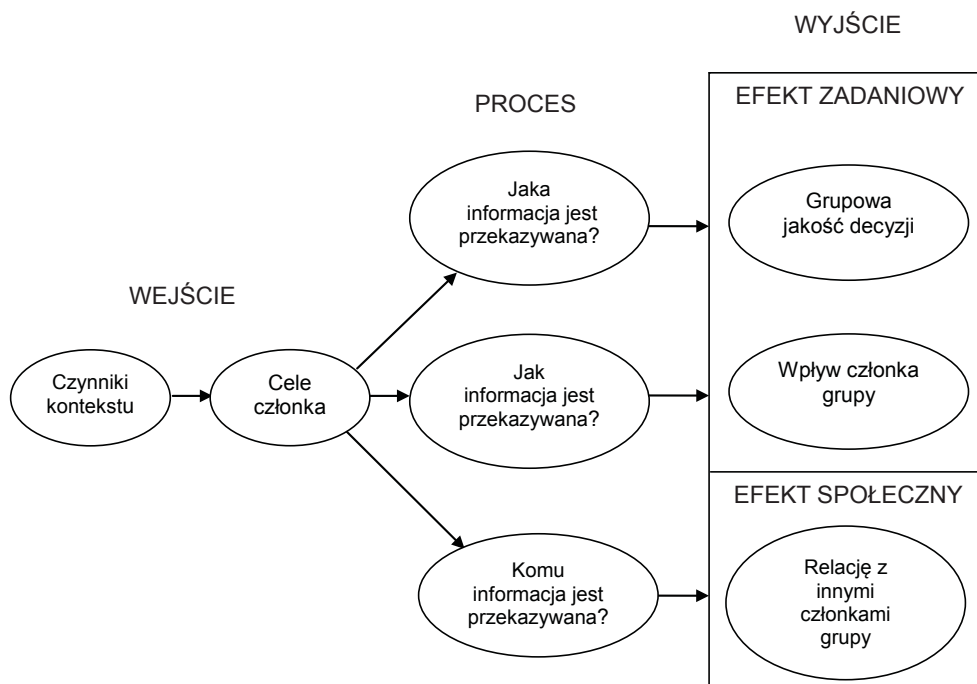 WYJŚCIE
EFEKT ZADANIOWY
PROCES
Jaka
informacja jest
przekazywana?
Grupowa
jakość decyzji
WEJŚCIE
Czynniki
kontekstu
Cele
członka
Jak
informacja jest
przekazywana?
Wpływ członka
grupy
EFEKT SPOŁECZNY
Komu
informacja jest
przekazywana?
Relację z
innymi
członkami
grupy